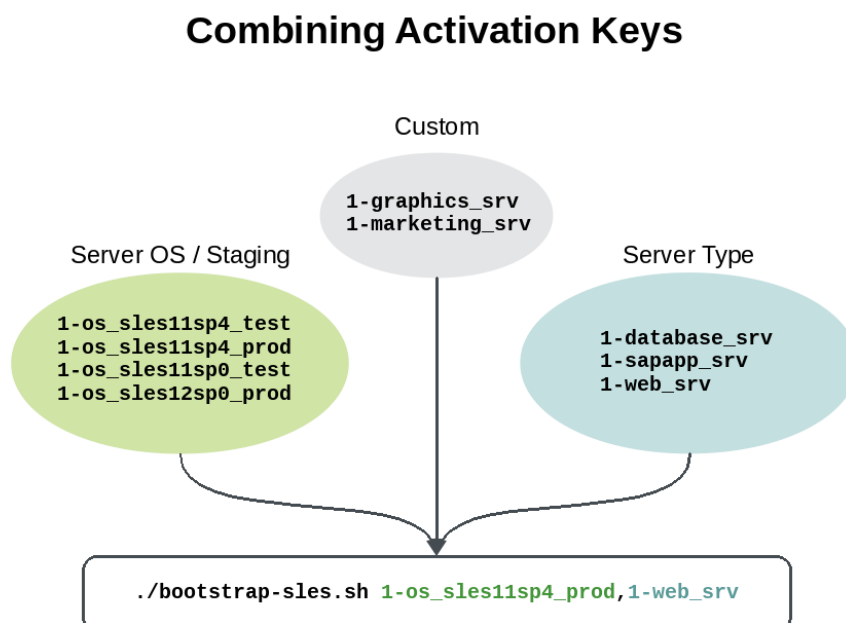 Combining Activation Keys
Custom
1-graphics_srv
1-marketing_srv
Server OS / Staging
1-os_sles11sp4_test
1-os_sles11sp4_prod
1-os_sles11sp0_test
1-os_sles12sp0_prod
Server Type
1-database_srv
1-sapapp_srv
1-web_srv
./bootstrap-sles.sh 1-os_sles11sp4_prod,1-web_srv